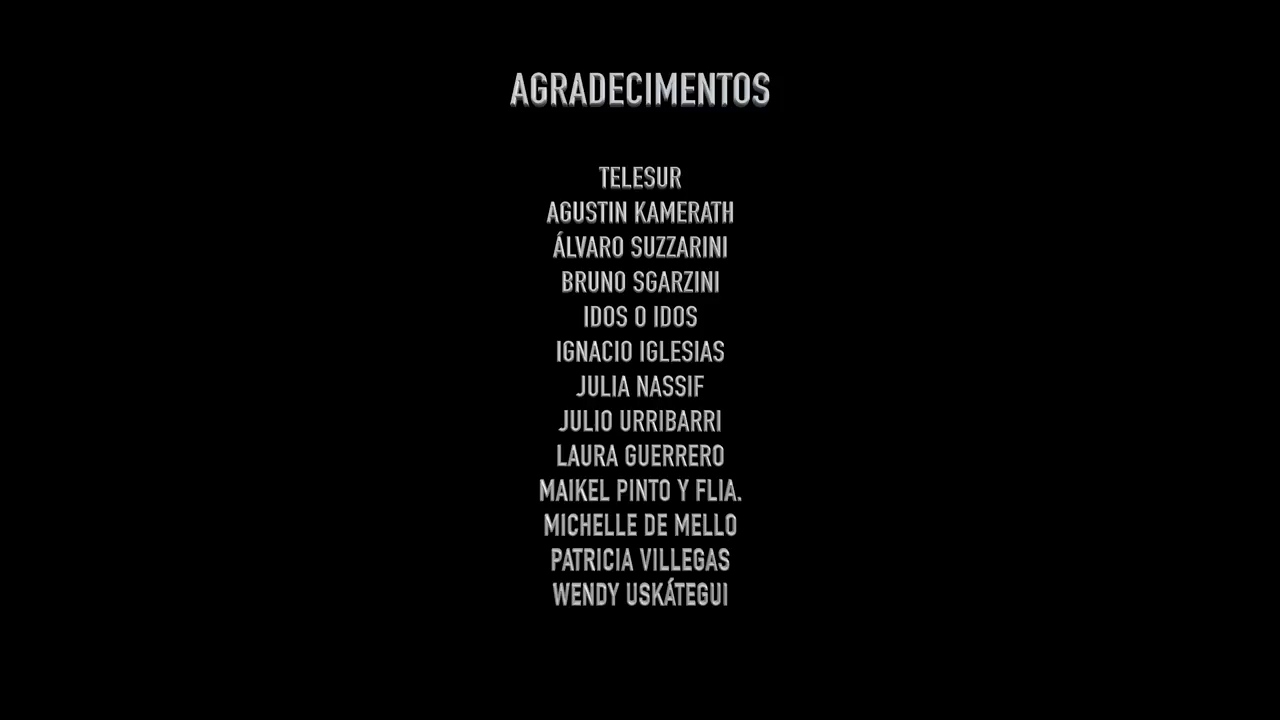 AGRADECIMENTOS
TELESUR
AGUSTIN KAMERATH
ÁLVARO SUZZARINI
BRUNO SGARZINI
IDOS O IDOS
IGNACIO IGLESIAS
JULIA NASSIF
JULIO URRIBARRI
LAURA GUERRERO
MAIKEL PINTO Y FLIA.
MICHELLE DE MELLO
PATRICIA VILLEGAS
WENDY USKÁTEGUI